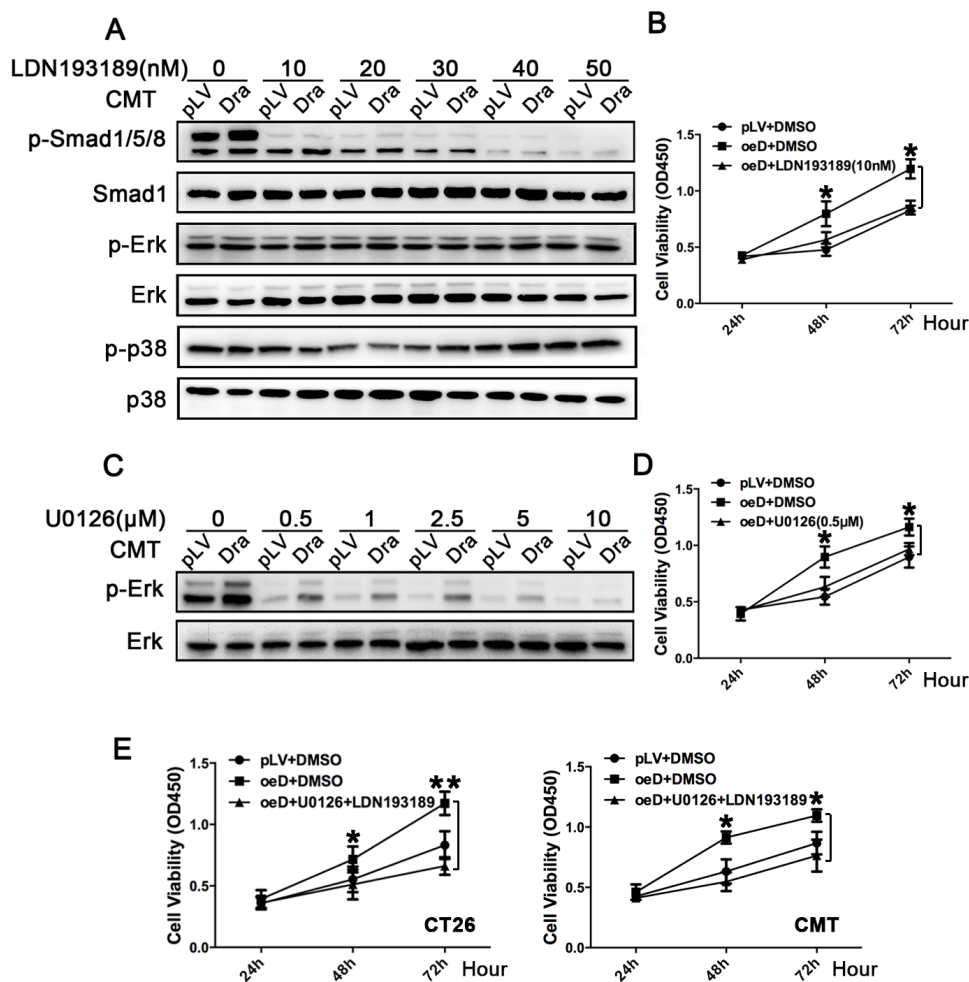 A
LDN193189(nM) 0 10 20 30 40 50
CMT pLV Dra pLV Dra pLV Dra pLV Dra pLV Dra pLV Dra
p-Smad1/5/8
Smad1
p-Erk
Erk
p-p38
p38
B
pLV+DMSO
oeD+DMSO
oeD+LDN193189(10nM)
Cell Viability (OD450)
1.5
1.0
0.5
0.0
* *
24h 48h 72h Hour
C
U0126(μM) 0 0.5 1 2.5 5 10
CMT pLV Dra pLV Dra pLV Dra pLV Dra pLV Dra pLV Dra
p-Erk
Erk
D
pLV+DMSO
oeD+DMSO
oeD+U0126(0.5μM)
Cell Viability (OD450)
1.5
1.0
0.5
0.0
* *
24h 48h 72h Hour
E
pLV+DMSO
oeD+DMSO
oeD+U0126+LDN193189
Cell Viability (OD450)
1.5
1.0
0.5
0.0
* **
CT26
24h 48h 72h Hour
pLV+DMSO
oeD+DMSO
oeD+U0126+LDN193189
Cell Viability (OD450)
1.5
1.0
0.5
0.0
* *
CMT
24h 48h 72h Hour